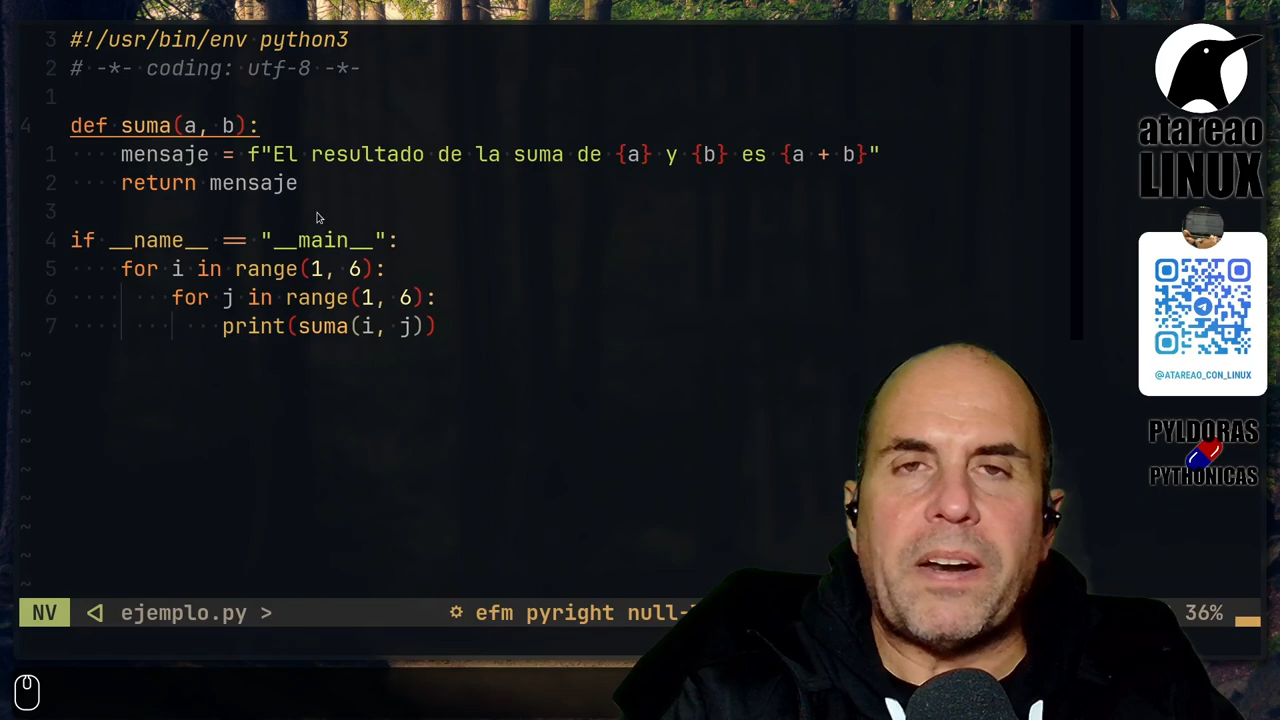 3 #!/usr/bin/env python3
2 # -*- coding: utf-8 -*-
1
4 def suma(a, b):
1 mensaje = f"El resultado de la suma de {a} y {b} es {a + b}"
2 return mensaje
3
4 if __name__ == "__main__":
5 for i in range(1, 6):
6 for j in range(1, 6):
7 print(suma(i, j))
~
~
~
~
~
~
~
~
~
NV ejemplo.py > efm pyright 36%
atareao
LINUX
@ATAREAO_CON_LINUX
PYLDORAS
PYTHONICAS